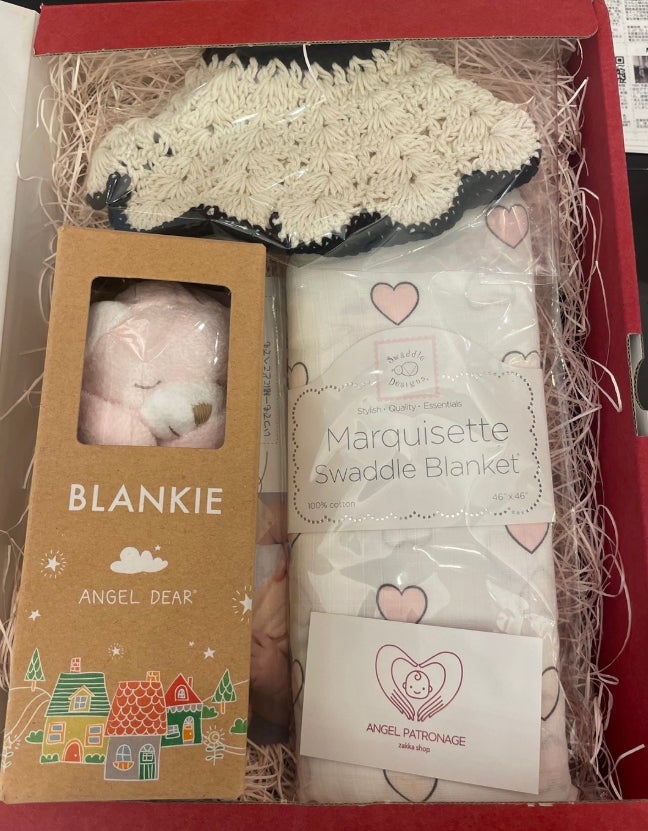 Swaddle
Designs®
Stylish • Quality • Essentials
Marquisette
Swaddle Blanket®
100% cotton
46" x 46"
BLANKIE
ANGEL DEAR®
ANGEL PATRONAGE
zakka shop